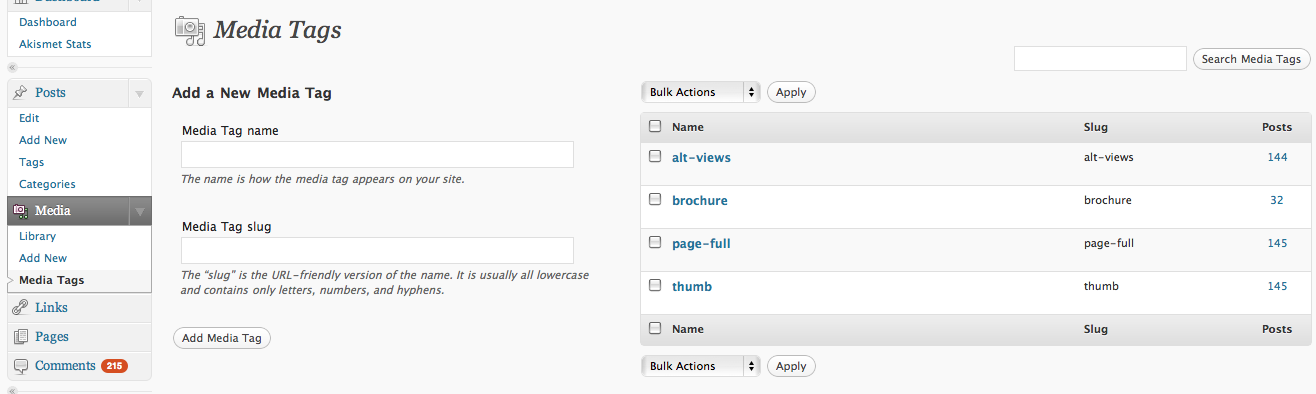 Dashboard
Dashboard
Akismet Stats
Posts
Edit
Add New
Tags
Categories
Media
Library
Add New
Media Tags
Links
Pages
Comments 215
Media Tags
Search Media Tags
Add a New Media Tag
Media Tag name
The name is how the media tag appears on your site.
Media Tag slug
The “slug” is the URL-friendly version of the name. It is usually all lowercase
and contains only letters, numbers, and hyphens.
Add Media Tag
Bulk Actions Apply
Name Slug Posts
alt-views alt-views 144
brochure brochure 32
page-full page-full 145
thumb thumb 145
Name Slug Posts
Bulk Actions Apply